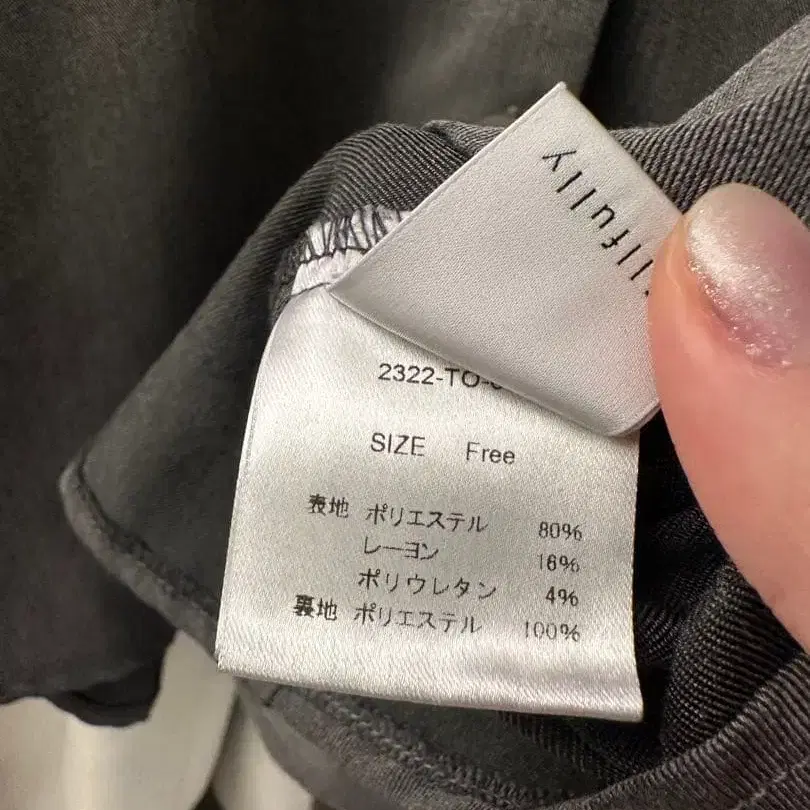 llfully
2322-TO-
SIZE Free
表地 ポリエステル 80%
レーヨン 16%
ポリウレタン 4%
裏地 ポリエステル 100%